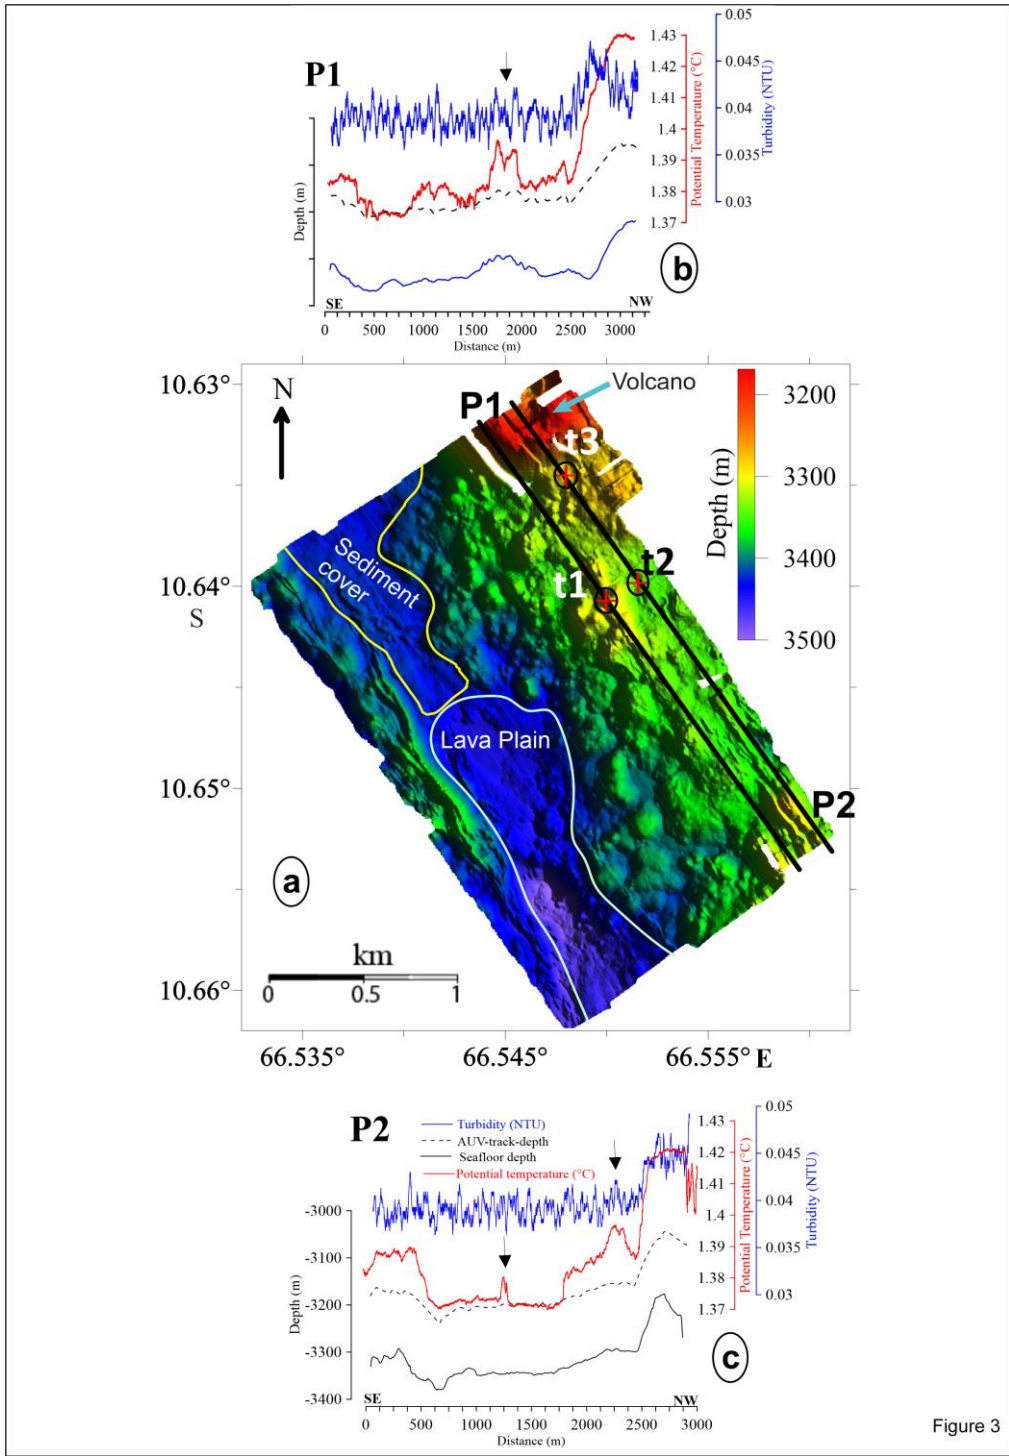 P1
0.05
0.045
0.04
0.035
0.03
Turbidity (NTU)
1.43
1.42
1.41
1.4
1.39
1.38
1.37
Potential Temperature (°C)
Depth (m)
b
SE
NW
0 500 1000 1500 2000 2500 3000
Distance (m)
10.63°
10.64°
S
10.65°
10.66°
N
P1
Volcano
t3
t2
t1
Sediment
cover
Lava Plain
P2
Depth (m)
3200
3300
3400
3500
a
km
0 0.5 1
66.535° 66.545° 66.555° E
P2
Turbidity (NTU)
AUV-track-depth
Seafloor depth
Potential temperature (°C)
0.05
0.045
0.04
0.035
0.03
Turbidity (NTU)
1.43
1.42
1.41
1.4
1.39
1.38
1.37
Potential Temperature (°C)
-3000
-3100
-3200
-3300
-3400
Depth (m)
c
SE
NW
0 500 1000 1500 2000 2500 3000
Distance (m)
Figure 3